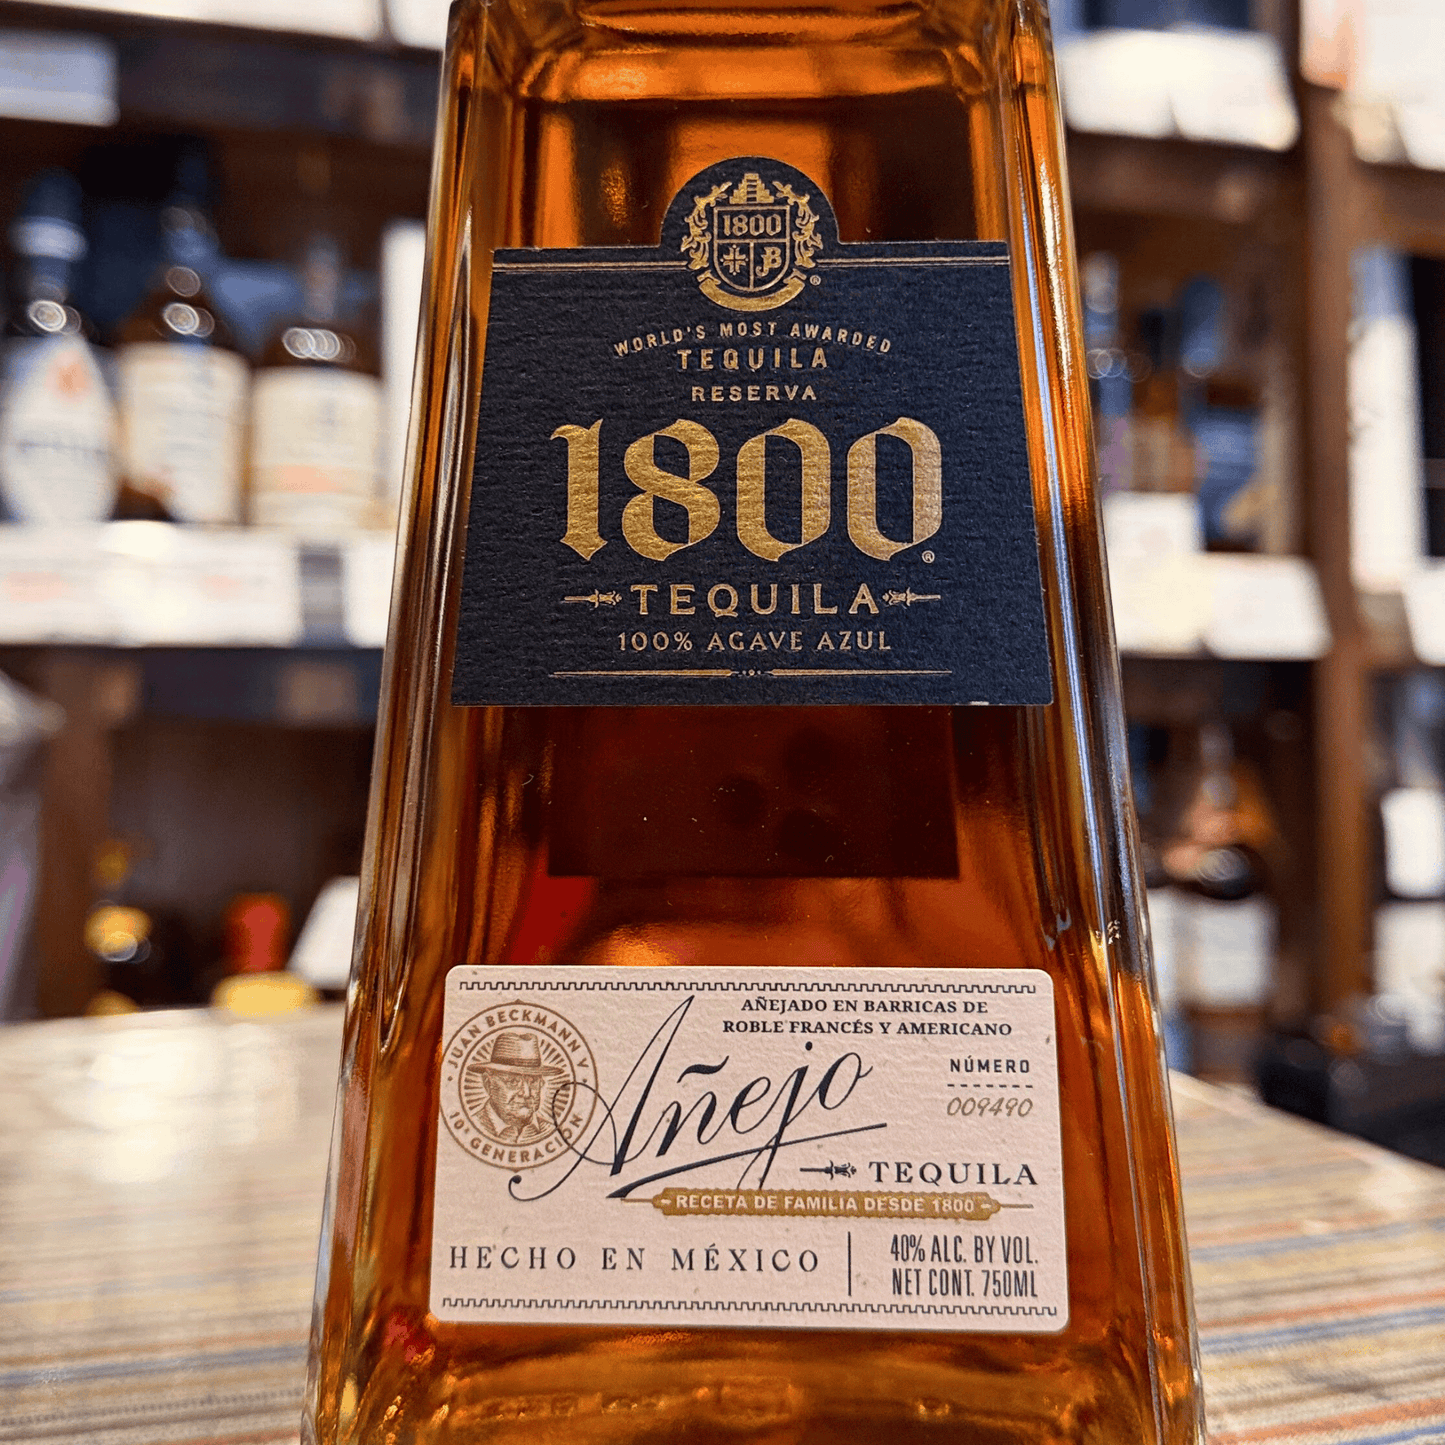 1800
JB
®
WORLD'S MOST AWARDED
TEQUILA
RESERVA
1800®
TEQUILA
100% AGAVE AZUL
AÑEJADO EN BARRICAS DE
ROBLE FRANCÉS Y AMERICANO
JUAN BECKMANN V
10ª GENERACIÓN
Añejo
NÚMERO
009490
TEQUILA
RECETA DE FAMILIA DESDE 1800
HECHO EN MÉXICO
40% ALC. BY VOL.
NET CONT. 750ML